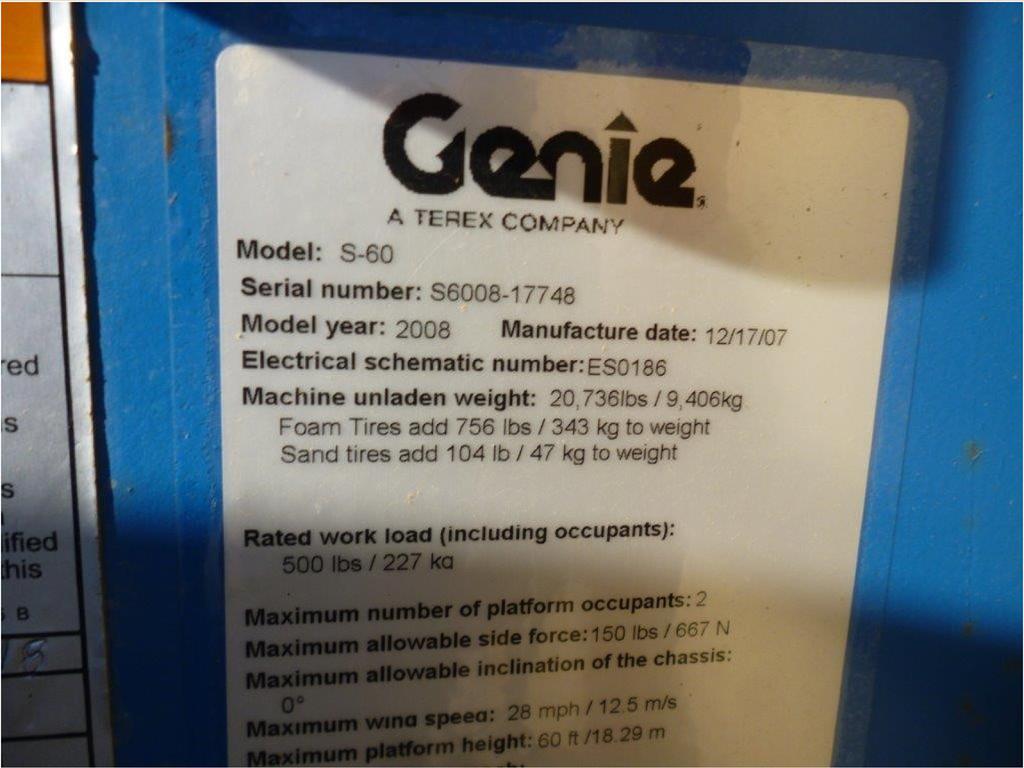 Genie
A TEREX COMPANY
Model: S-60
Serial number: S6008-17748
Model year: 2008 Manufacture date: 12/17/07
Electrical schematic number:ES0186
Machine unladen weight: 20,736lbs / 9,406kg
Foam Tires add 756 lbs / 343 kg to weight
Sand tires add 104 lb / 47 kg to weight
Rated work load (including occupants):
500 lbs / 227 kg
Maximum number of platform occupants: 2
Maximum allowable side force: 150 lbs / 667 N
Maximum allowable inclination of the chassis:
0°
Maximum wind speed: 28 mph / 12.5 m/s
Maximum platform height: 60 ft /18.29 m
red
s
ified
this
B